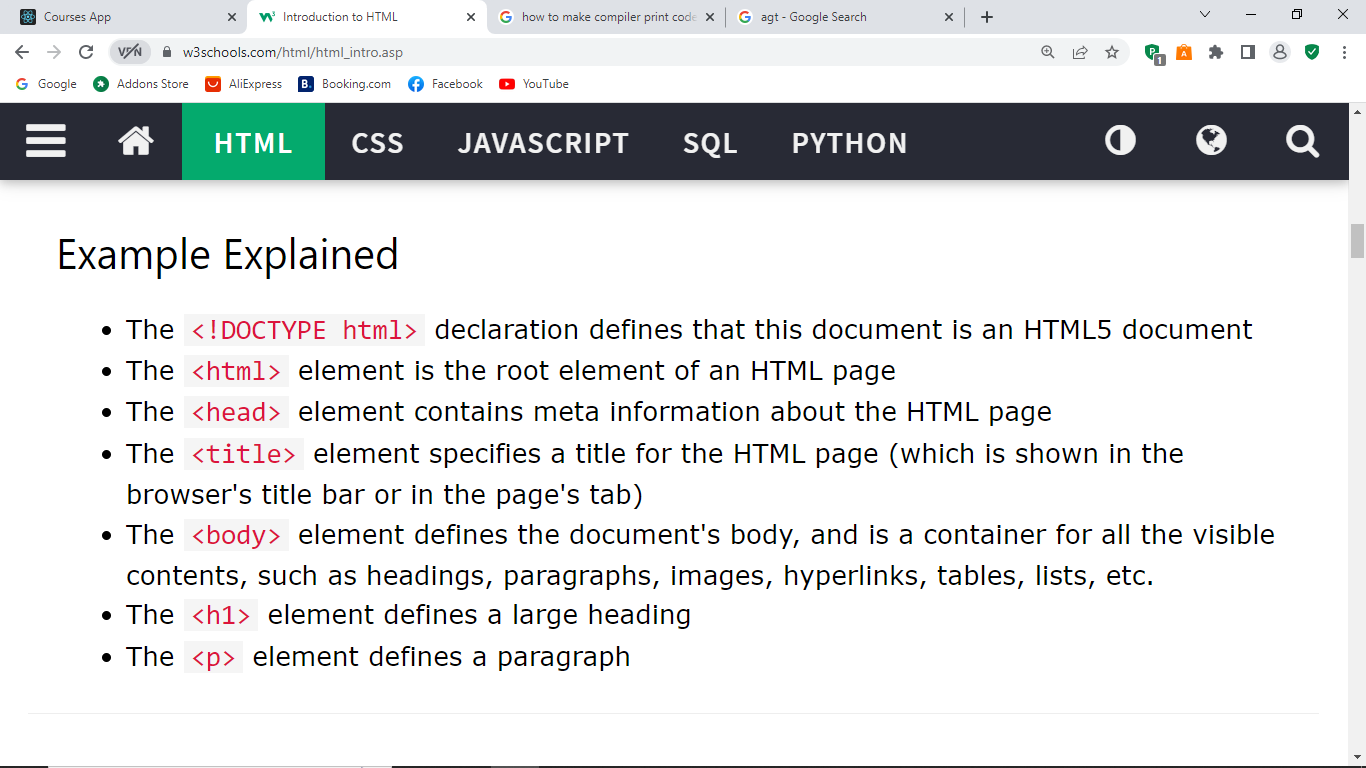 Courses App
Introduction to HTML
how to make compiler print code
agt - Google Search
VPN
w3schools.com/html/html_intro.asp
1
Google
Addons Store
AliExpress
B.
Booking.com
Facebook
YouTube
HTML
CSS
JAVASCRIPT
SQL
PYTHON
Example Explained
• The <!DOCTYPE html> declaration defines that this document is an HTML5 document
• The <html> element is the root element of an HTML page
• The <head> element contains meta information about the HTML page
• The <title> element specifies a title for the HTML page (which is shown in the
browser's title bar or in the page's tab)
• The <body> element defines the document's body, and is a container for all the visible
contents, such as headings, paragraphs, images, hyperlinks, tables, lists, etc.
• The <h1> element defines a large heading
• The <p> element defines a paragraph